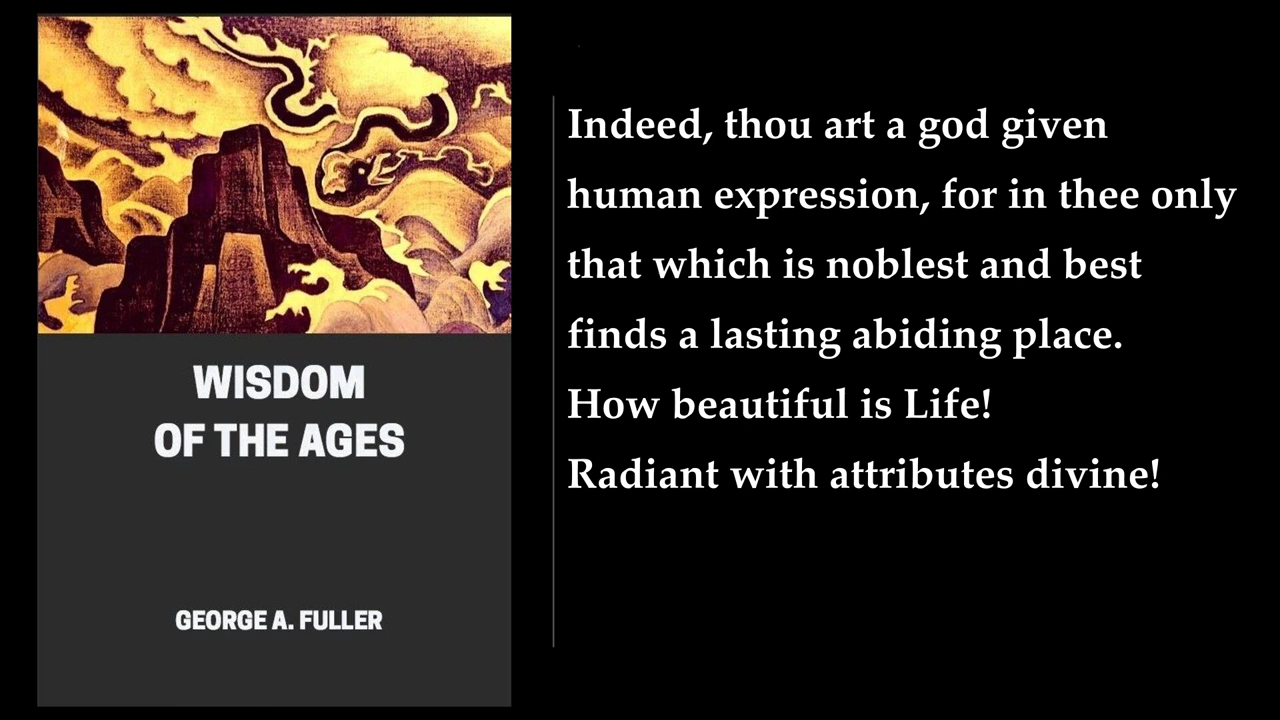 WISDOM
OF THE AGES
GEORGE A. FULLER
Indeed, thou art a god given
human expression, for in thee only
that which is noblest and best
finds a lasting abiding place.
How beautiful is Life!
Radiant with attributes divine!